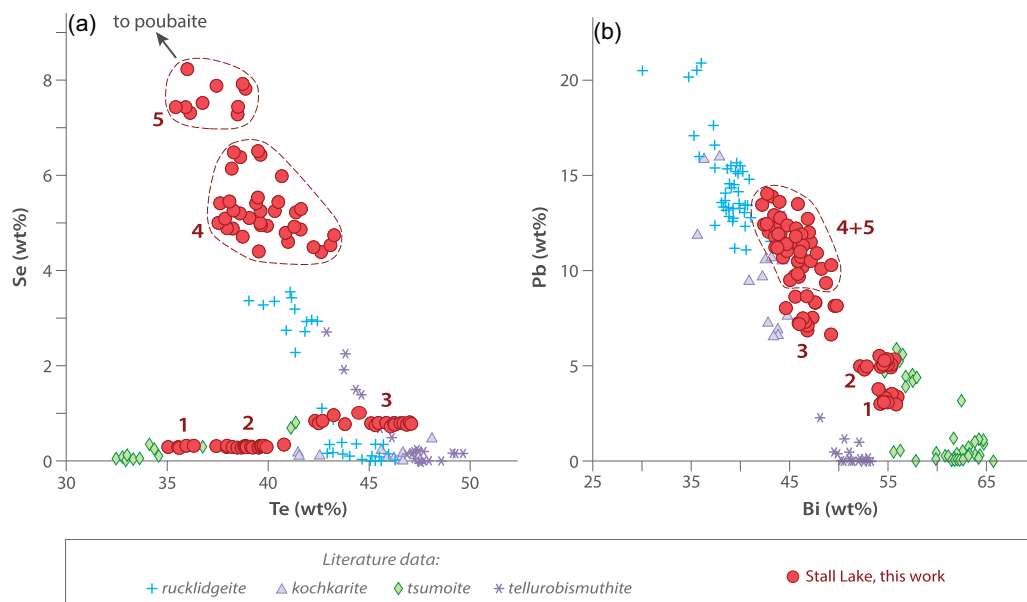 (a)
to poubaite
8
6
4
2
0
Se (wt%)
5
4
3
1
2
30
40
45
50
Te (wt%)
(b)
20
15
10
5
0
Pb (wt%)
4+5
3
2
1
25
35
45
55
65
Bi (wt%)
Literature data:
rucklidgeite kochkarite tsumoite tellurobismuthite
Stall Lake, this work